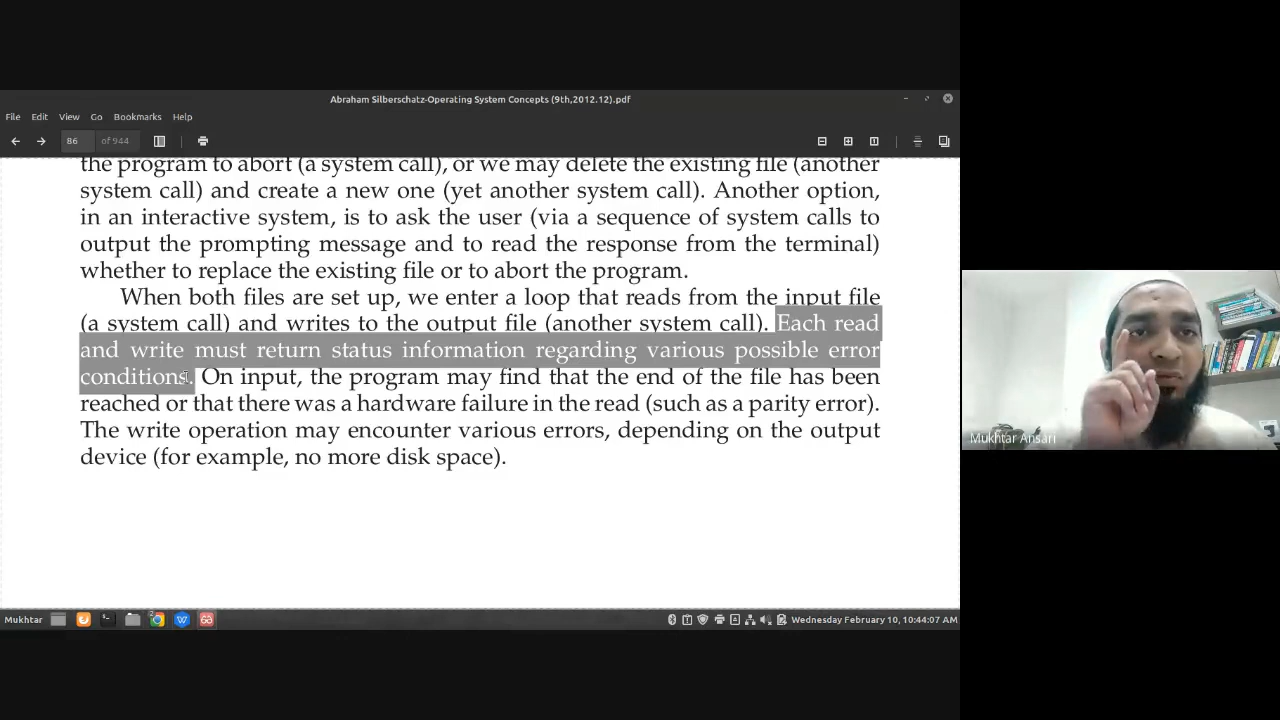 Abraham Silberschatz-Operating System Concepts (9th,2012.12).pdf
File Edit View Go Bookmarks Help
86 of 944
the program to abort (a system call), or we may delete the existing file (another
system call) and create a new one (yet another system call). Another option,
in an interactive system, is to ask the user (via a sequence of system calls to
output the prompting message and to read the response from the terminal)
whether to replace the existing file or to abort the program.
When both files are set up, we enter a loop that reads from the input file
(a system call) and writes to the output file (another system call). Each read
and write must return status information regarding various possible error
conditions. On input, the program may find that the end of the file has been
reached or that there was a hardware failure in the read (such as a parity error).
The write operation may encounter various errors, depending on the output
device (for example, no more disk space).
Mukhtar Ansari
Mukhtar
2
Wednesday February 10, 10:44:07 AM